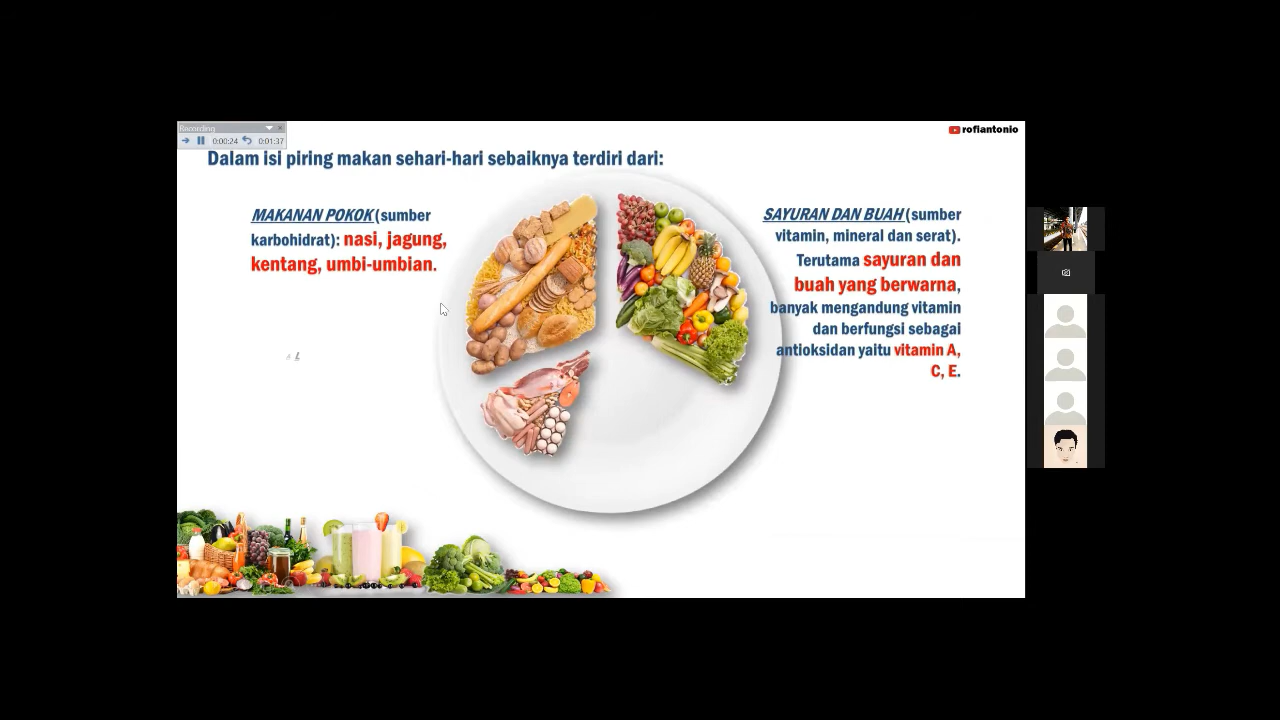 Recording
0:00:24 0:01:37
rofiantonio
Dalam isi piring makan sehari-hari sebaiknya terdiri dari:
MAKANAN POKOK (sumber
karbohidrat): nasi, jagung,
kentang, umbi-umbian.
SAYURAN DAN BUAH (sumber
vitamin, mineral dan serat).
Terutama sayuran dan
buah yang berwarna,
banyak mengandung vitamin
dan berfungsi sebagai
antioksidan yaitu vitamin A,
C, E.